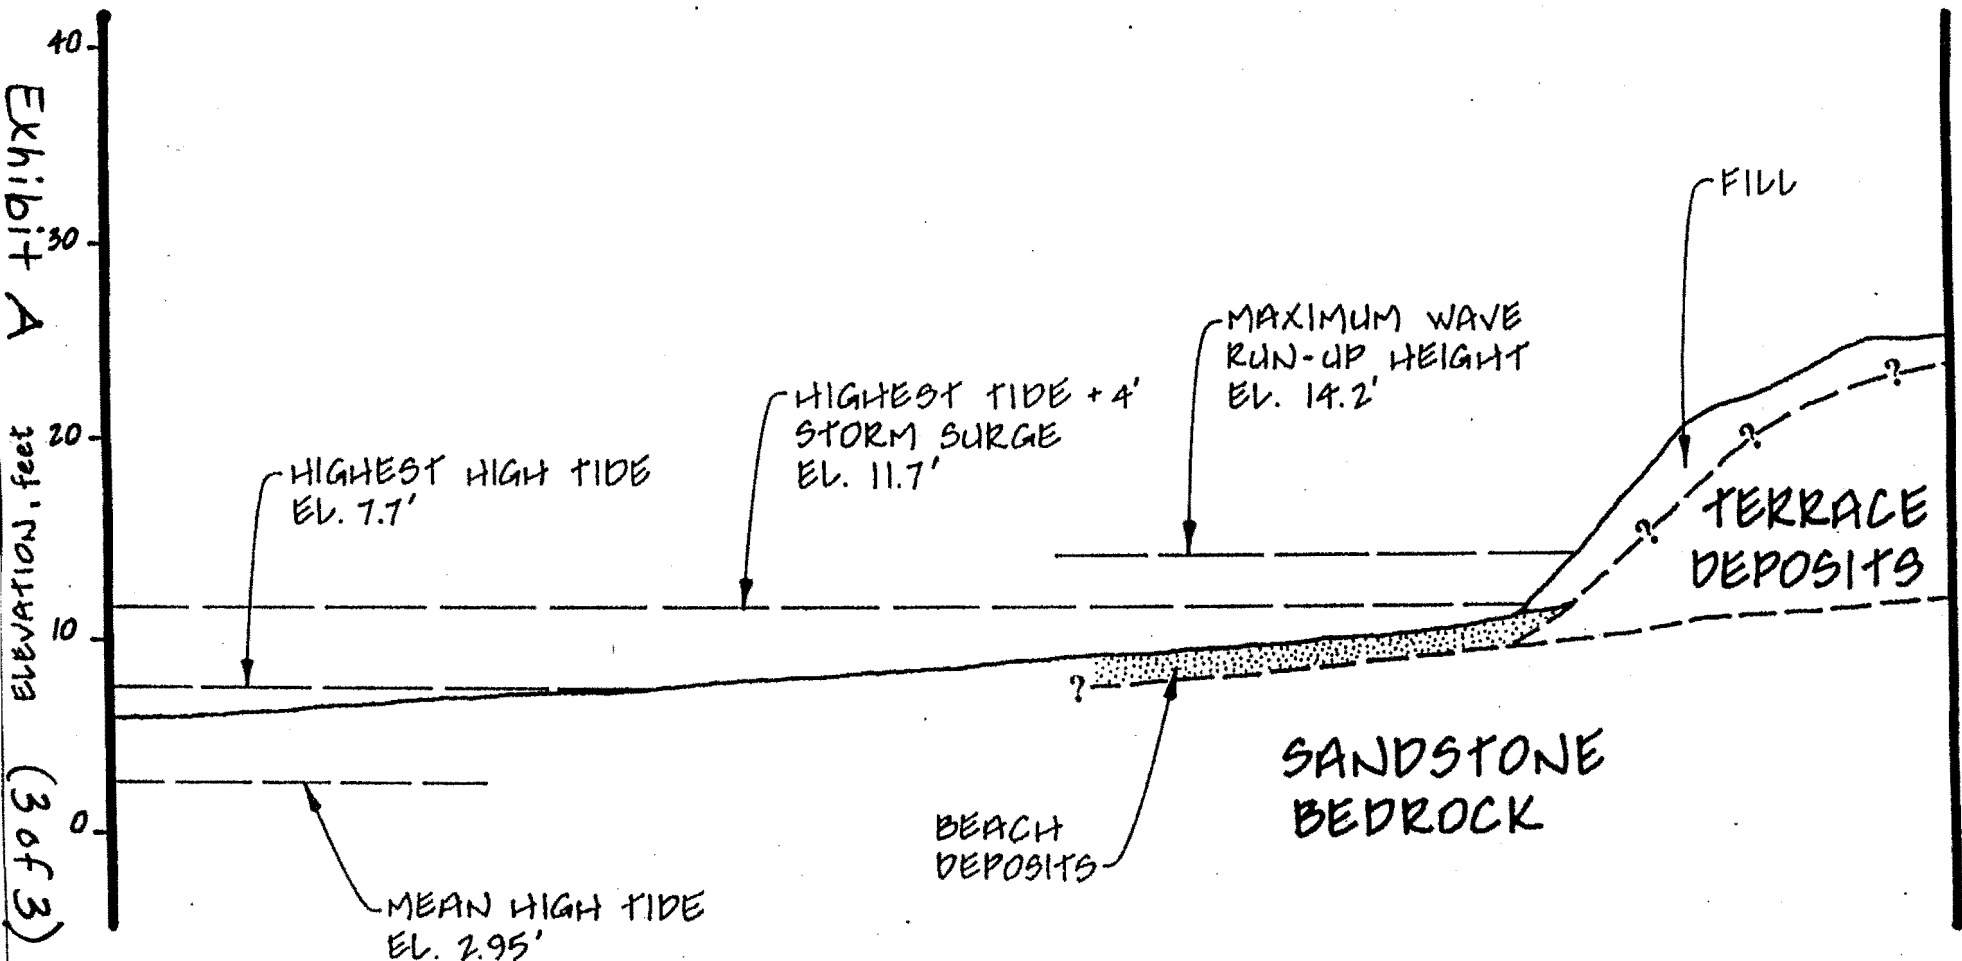 Exhibit A (3 of 3)
ELEVATION, feet
40
30
20
10
0
FILL
MAXIMUM WAVE
RUN-UP HEIGHT
EL. 14.2'
HIGHEST TIDE + 4'
STORM SURGE
EL. 11.7'
HIGHEST HIGH TIDE
EL. 7.7'
?
?
?
TERRACE
DEPOSITS
?
SANDSTONE
BEDROCK
BEACH
DEPOSITS
MEAN HIGH TIDE
EL. 2.95'